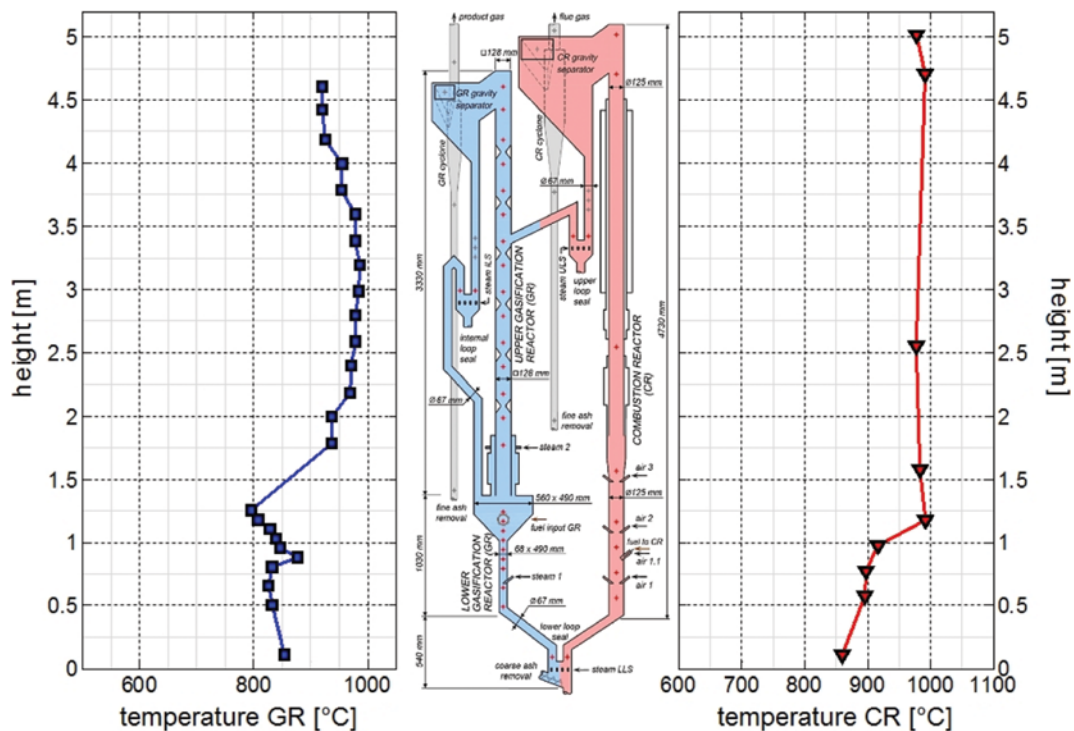 5
4.5
4
3.5
3
2.5
2
1.5
1
0.5
0
height [m]
600
800
1000
temperature GR [°C]
product gas
flue gas
□128 mm
CR gravity
separator
GR gravity
separator
Ø125 mm
GR cyclone
CR cyclone
Ø 67 mm
3330 mm
steam ILS
internal
loop
seal
UPPER GASIFICATION
REACTOR (GR)
steam ULS
upper
loop
seal
4730 mm
COMBUSTION REACTOR
(CR)
□128 mm
Ø67 mm
fine ash
removal
steam 2
air 3
Ø125 mm
560 x 490 mm
fine ash
removal
fuel input GR
air 2
fuel to CR
air 1.1
68 x 490 mm
1030 mm
LOWER
GASIFICATION
REACTOR (GR)
steam 1
air 1
Ø67 mm
lower loop
seal
540 mm
coarse ash
removal
steam LLS
5
4.5
4
3.5
3
2.5
2
1.5
1
0.5
0
height [m]
600
700
800
900
1000
1100
temperature CR [°C]